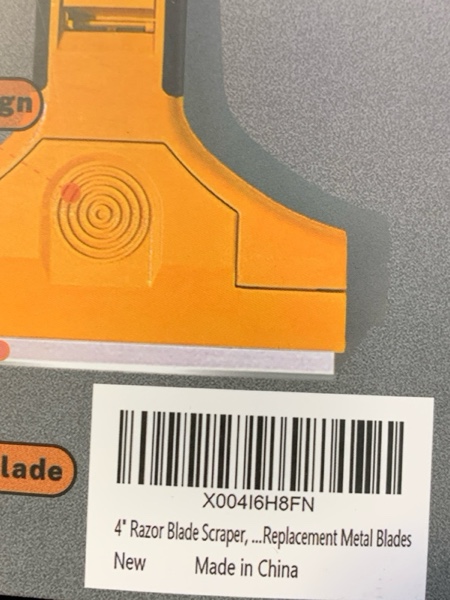 gn
lade
X004I6H8FN
4" Razor Blade Scraper, ...Replacement Metal Blades
New Made in China